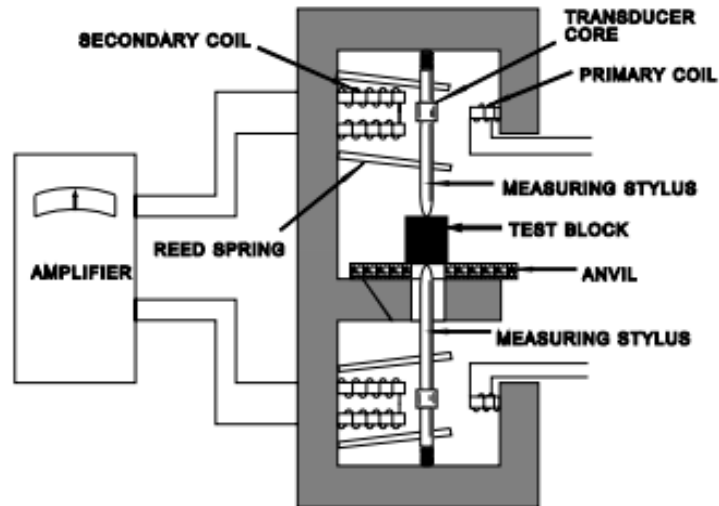 TRANSDUCER
CORE
SECONDARY COIL
PRIMARY COIL
MEASURING STYLUS
TEST BLOCK
REED SPRING
AMPLIFIER
ANVIL
MEASURING STYLUS